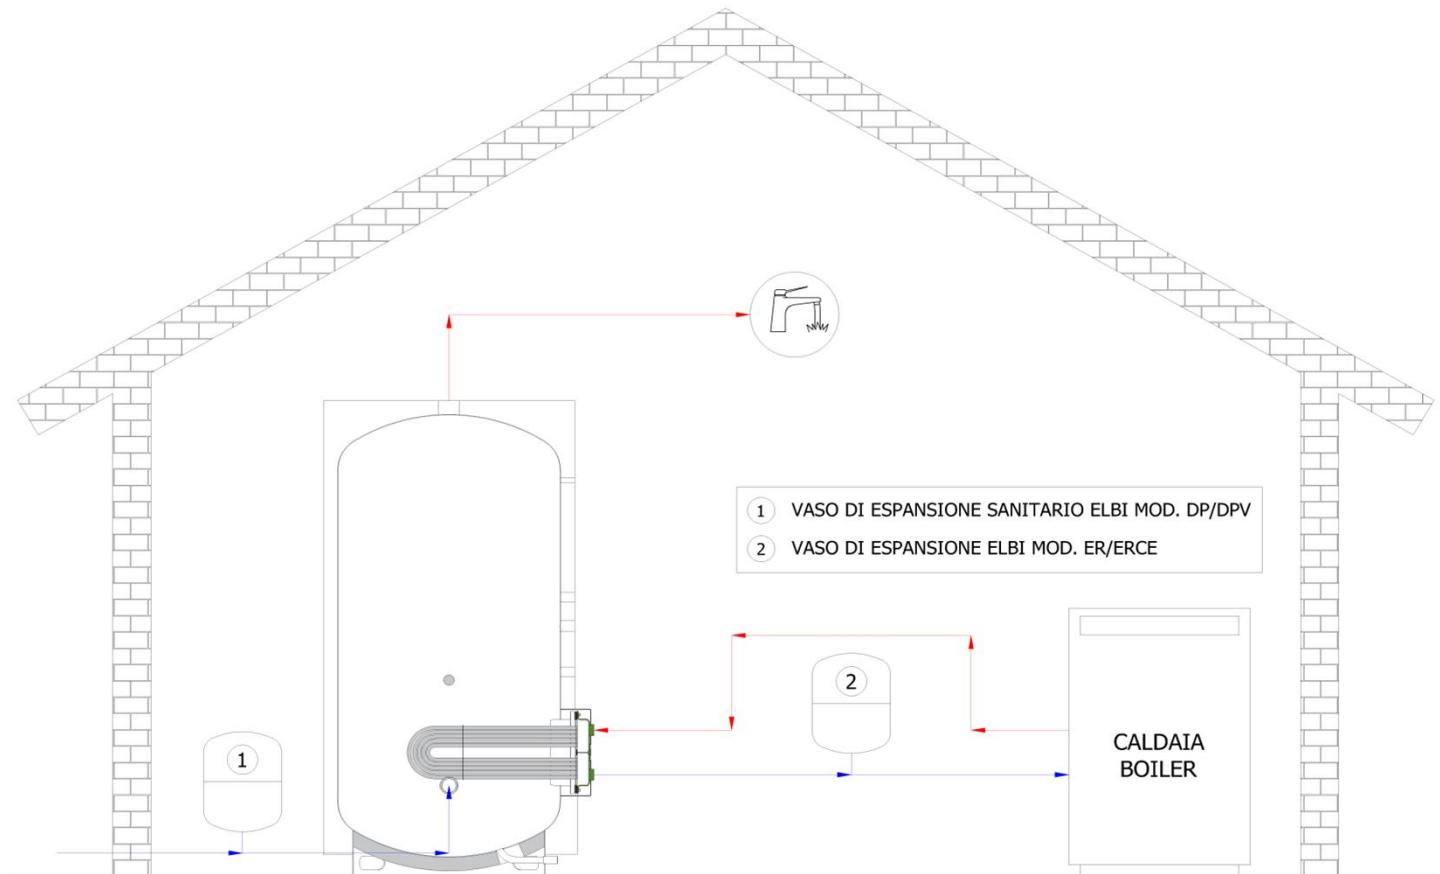 1 VASO DI ESPANSIONE SANITARIO ELBI MOD. DP/DPV
2 VASO DI ESPANSIONE ELBI MOD. ER/ERCE
2
1
CALDAIA
BOILER